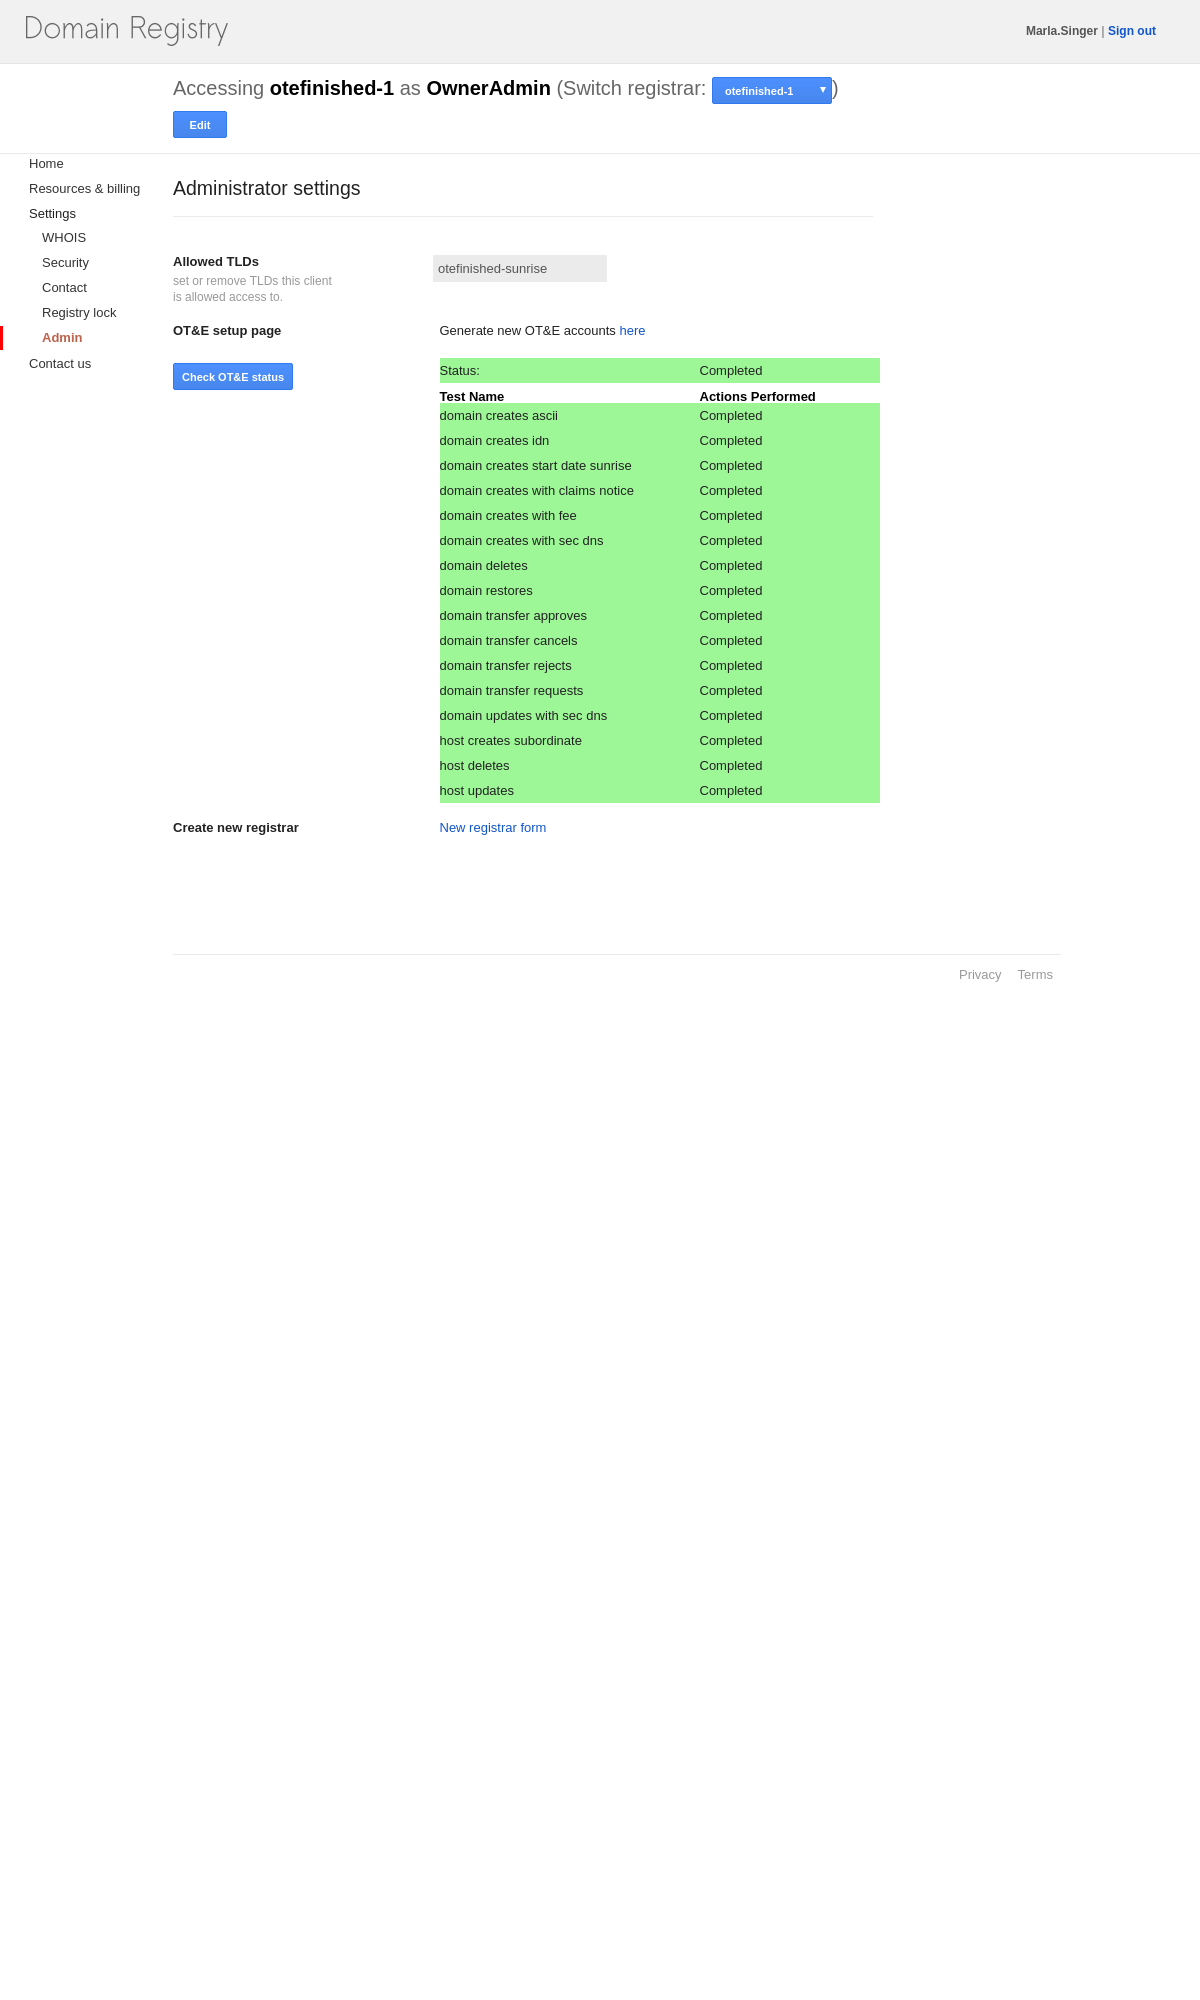 Domain Registry
Marla.Singer | Sign out
Accessing otefinished-1 as OwnerAdmin (Switch registrar: otefinished-1 ▾)
Edit
Home
Resources & billing
Settings
WHOIS
Security
Contact
Registry lock
Admin
Contact us
Administrator settings
Allowed TLDs
set or remove TLDs this client
is allowed access to.
otefinished-sunrise
OT&E setup page
Generate new OT&E accounts here
Check OT&E status
Status: Completed
Test Name Actions Performed
domain creates ascii Completed
domain creates idn Completed
domain creates start date sunrise Completed
domain creates with claims notice Completed
domain creates with fee Completed
domain creates with sec dns Completed
domain deletes Completed
domain restores Completed
domain transfer approves Completed
domain transfer cancels Completed
domain transfer rejects Completed
domain transfer requests Completed
domain updates with sec dns Completed
host creates subordinate Completed
host deletes Completed
host updates Completed
Create new registrar
New registrar form
Privacy Terms